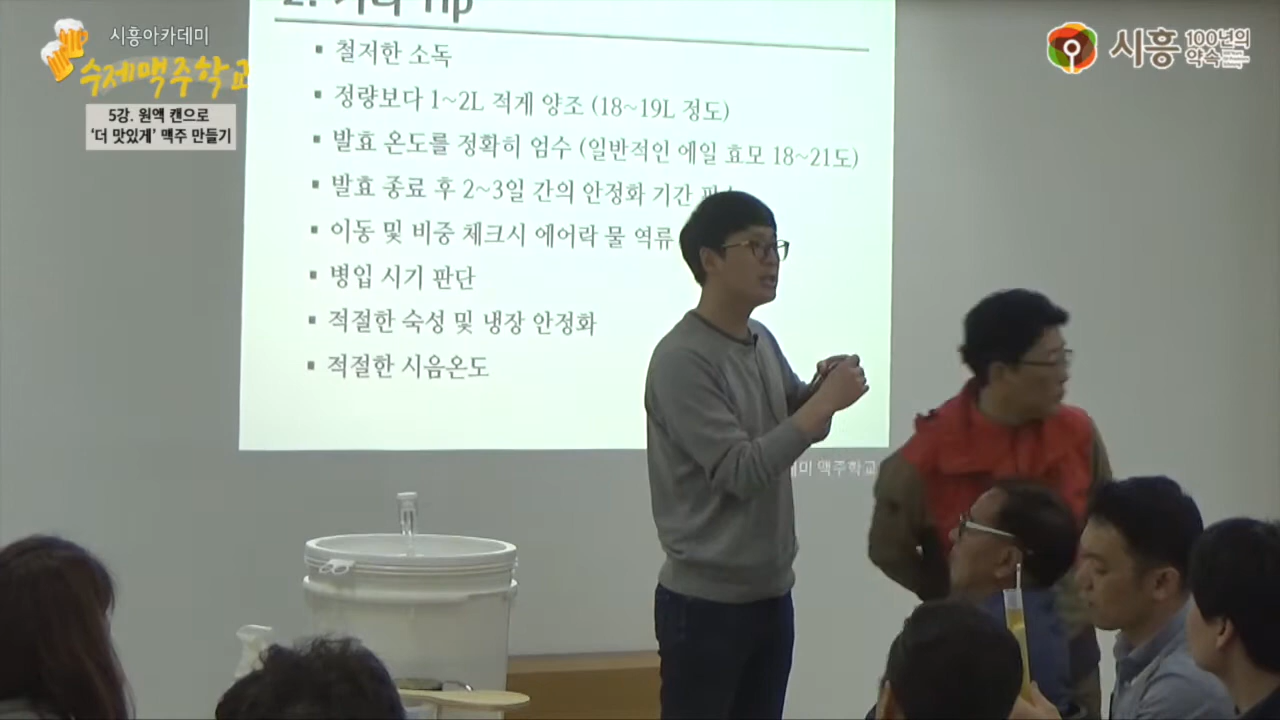 시흥아카데미
수제맥주학교
5강. 원액 캔으로
‘더 맛있게’ 맥주 만들기
시흥 100년의
약속
2. 기타 Tip
▪ 철저한 소독
▪ 정량보다 1~2L 적게 양조 (18~19L 정도)
▪ 발효 온도를 정확히 엄수 (일반적인 에일 효모 18~21도)
▪ 발효 종료 후 2~3일 간의 안정화 기간
▪ 이동 및 비중 체크시 에어락 물 역류
▪ 병입 시기 판단
▪ 적절한 숙성 및 냉장 안정화
▪ 적절한 시음온도
맥주학교